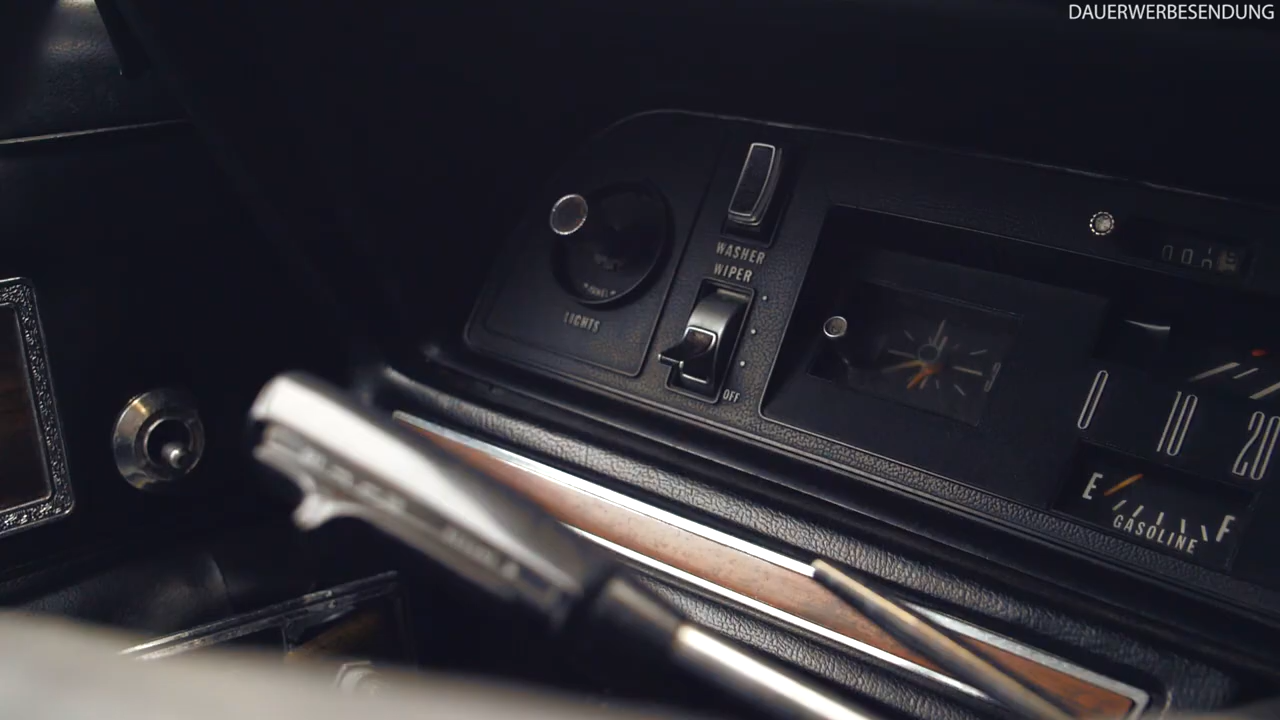 DAUERWERBESENDUNG
WASHER
WIPER
LIGHTS
OFF
0 10 20
E F
GASOLINE